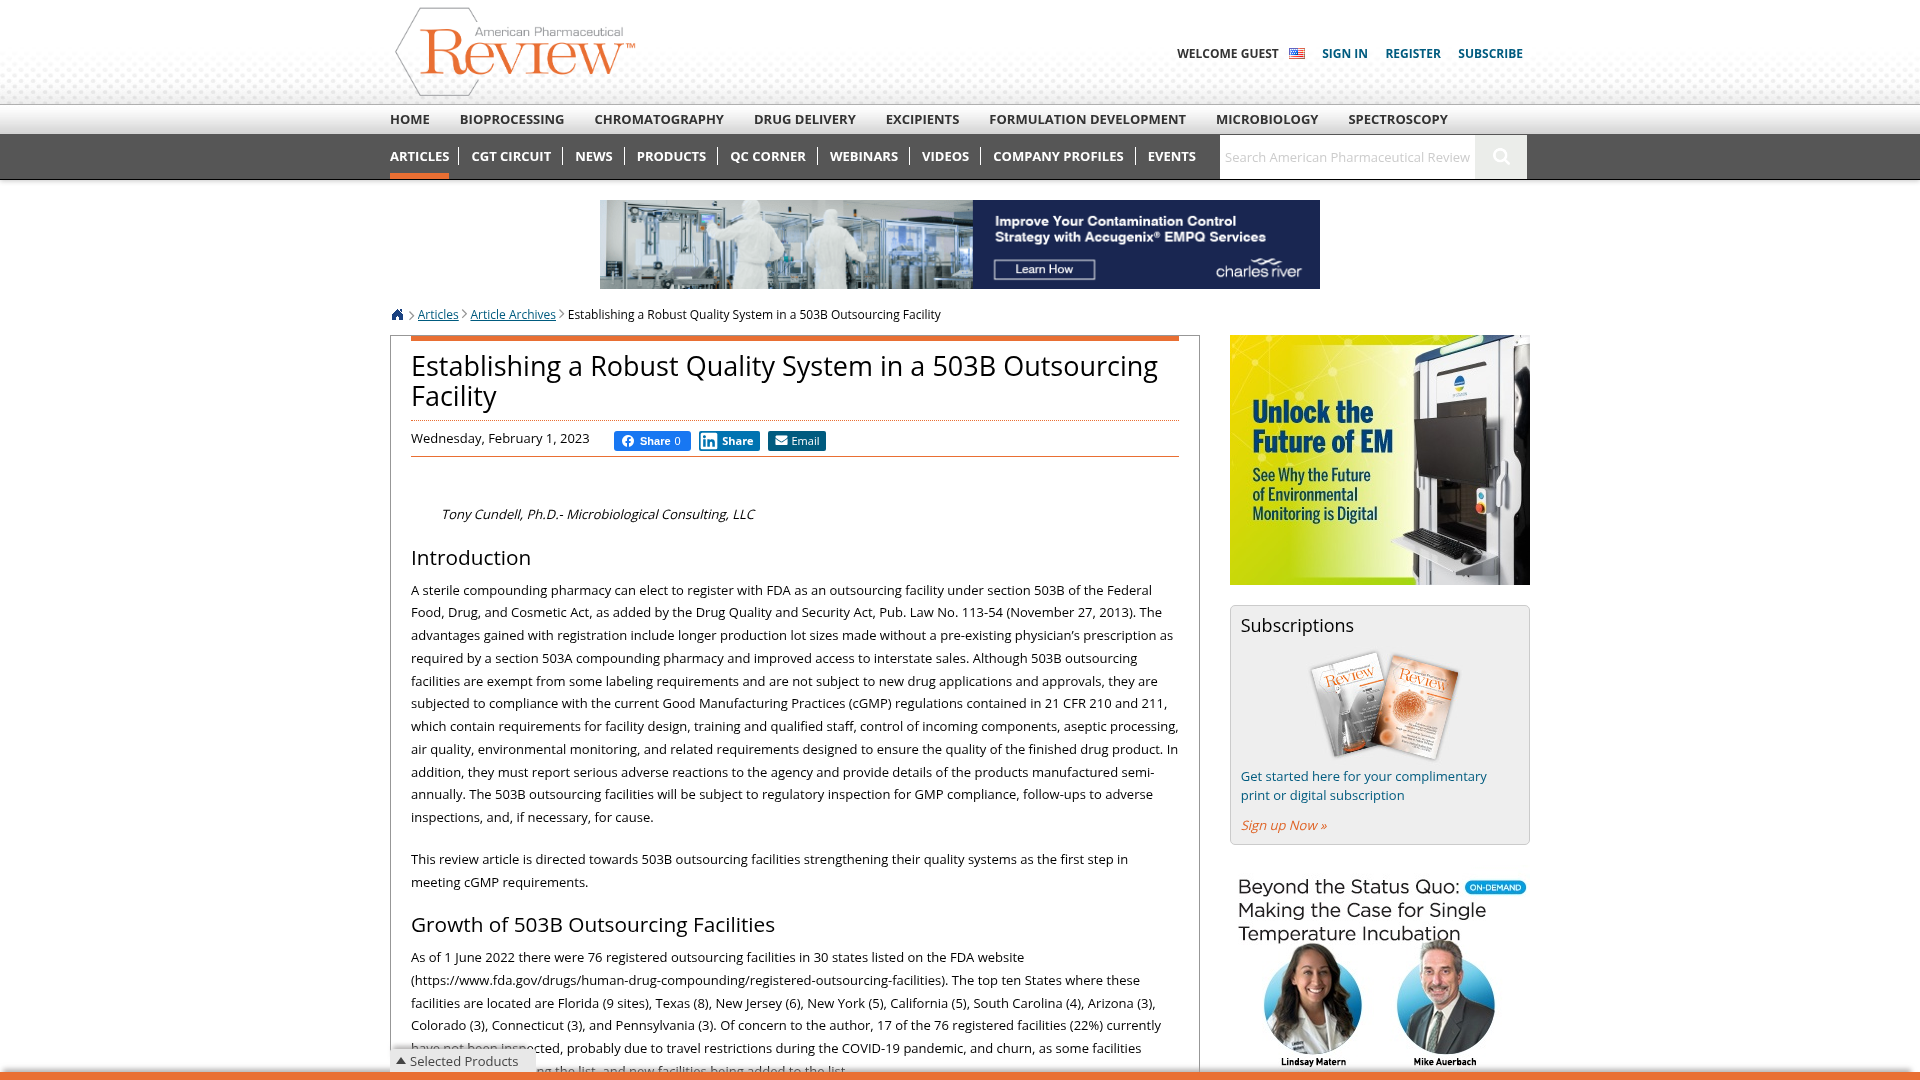 American Pharmaceutical
Review™
WELCOME GUEST SIGN IN REGISTER SUBSCRIBE
HOME BIOPROCESSING CHROMATOGRAPHY DRUG DELIVERY EXCIPIENTS FORMULATION DEVELOPMENT MICROBIOLOGY SPECTROSCOPY
ARTICLES CGT CIRCUIT NEWS PRODUCTS QC CORNER WEBINARS VIDEOS COMPANY PROFILES EVENTS Search American Pharmaceutical Review
Improve Your Contamination Control
Strategy with Accugenix® EMPQ Services
Learn How
charles river
Articles Article Archives Establishing a Robust Quality System in a 503B Outsourcing Facility
Establishing a Robust Quality System in a 503B Outsourcing
Facility
Wednesday, February 1, 2023 Share 0 Share Email
Tony Cundell, Ph.D.- Microbiological Consulting, LLC
Introduction
A sterile compounding pharmacy can elect to register with FDA as an outsourcing facility under section 503B of the Federal
Food, Drug, and Cosmetic Act, as added by the Drug Quality and Security Act, Pub. Law No. 113-54 (November 27, 2013). The
advantages gained with registration include longer production lot sizes made without a pre-existing physician's prescription as
required by a section 503A compounding pharmacy and improved access to interstate sales. Although 503B outsourcing
facilities are exempt from some labeling requirements and are not subject to new drug applications and approvals, they are
subjected to compliance with the current Good Manufacturing Practices (cGMP) regulations contained in 21 CFR 210 and 211,
which contain requirements for facility design, training and qualified staff, control of incoming components, aseptic processing,
air quality, environmental monitoring, and related requirements designed to ensure the quality of the finished drug product. In
addition, they must report serious adverse reactions to the agency and provide details of the products manufactured semi-
annually. The 503B outsourcing facilities will be subject to regulatory inspection for GMP compliance, follow-ups to adverse
inspections, and, if necessary, for cause.
This review article is directed towards 503B outsourcing facilities strengthening their quality systems as the first step in
meeting cGMP requirements.
Growth of 503B Outsourcing Facilities
As of 1 June 2022 there were 76 registered outsourcing facilities in 30 states listed on the FDA website
(https://www.fda.gov/drugs/human-drug-compounding/registered-outsourcing-facilities). The top ten States where these
facilities are located are Florida (9 sites), Texas (8), New Jersey (6), New York (5), California (5), South Carolina (4), Arizona (3),
Colorado (3), Connecticut (3), and Pennsylvania (3). Of concern to the author, 17 of the 76 registered facilities (22%) currently
have not been inspected, probably due to travel restrictions during the COVID-19 pandemic, and churn, as some facilities
the list, and new facilities being added to the list.
Selected Products
Unlock the
Future of EM
See Why the Future
of Environmental
Monitoring is Digital
Subscriptions
Review
Review
Get started here for your complimentary
print or digital subscription
Sign up Now »
Beyond the Status Quo: ON-DEMAND
Making the Case for Single
Temperature Incubation
Lindsay Matern Mike Auerbach